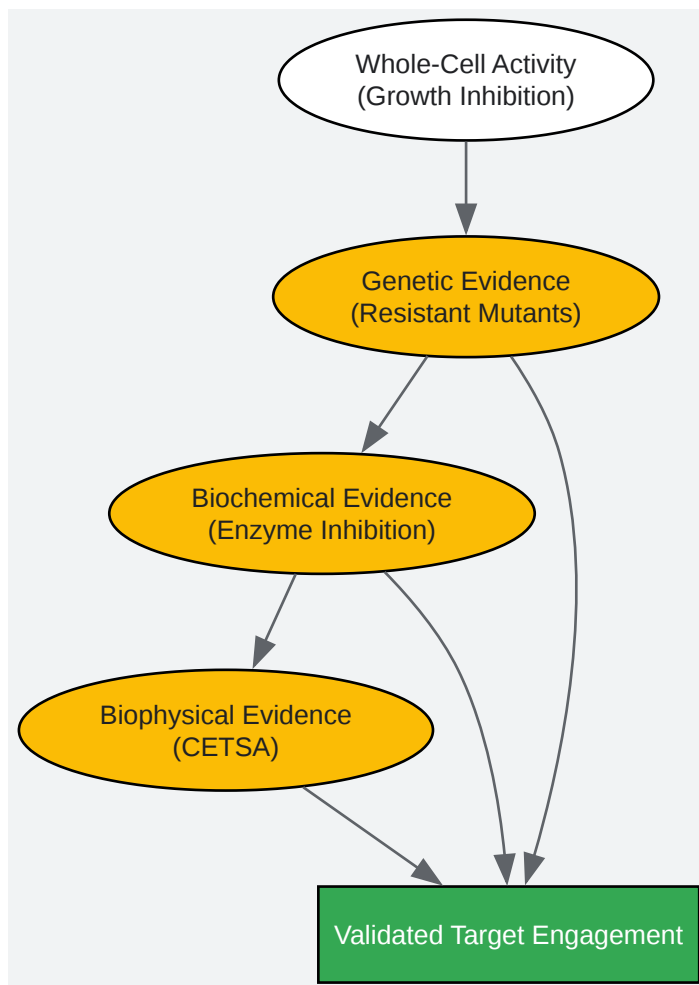 Whole-Cell Activity
(Growth Inhibition)
Genetic Evidence
(Resistant Mutants)
Biochemical Evidence
(Enzyme Inhibition)
Biophysical Evidence
(CETSA)
Validated Target Engagement